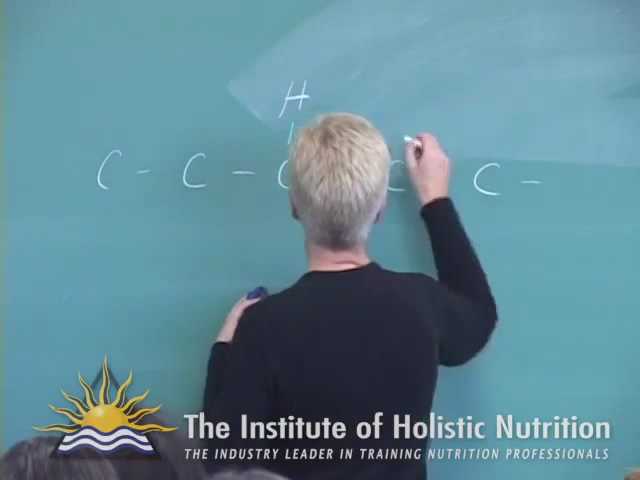 H
C - C - C C C -
The Institute of Holistic Nutrition
THE INDUSTRY LEADER IN TRAINING NUTRITION PROFESSIONALS